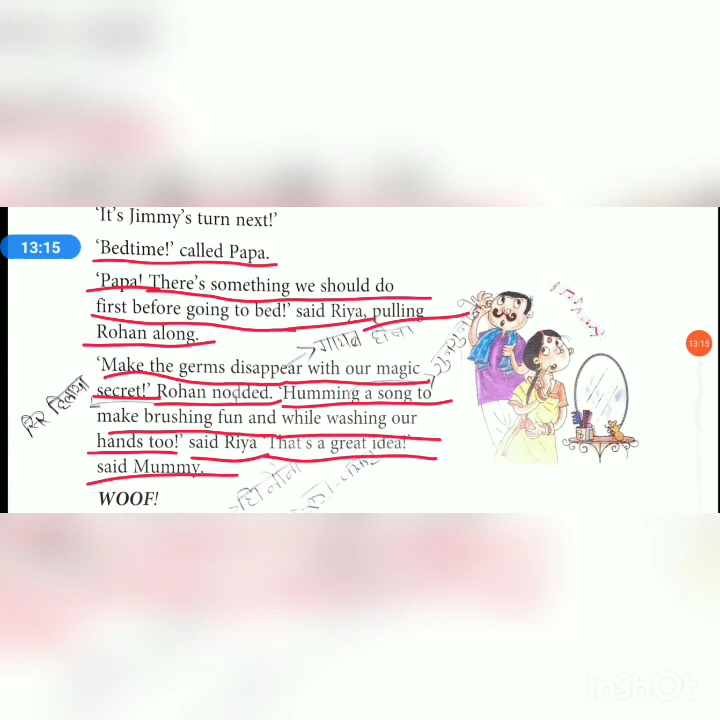 'It's Jimmy's turn next!'
13:15
'Bedtime!' called Papa.
'Papa! There's something we should do
first before going to bed!' said Riya, pulling
Rohan along.
गायब होना
13:15
'Make the germs disappear with our magic
सिर हिलाया
secret!' Rohan nodded. 'Humming a song to
make brushing fun and while washing our
hands too!' said Riya 'That's a great idea!'
said Mummy.
WOOF!
InShOt